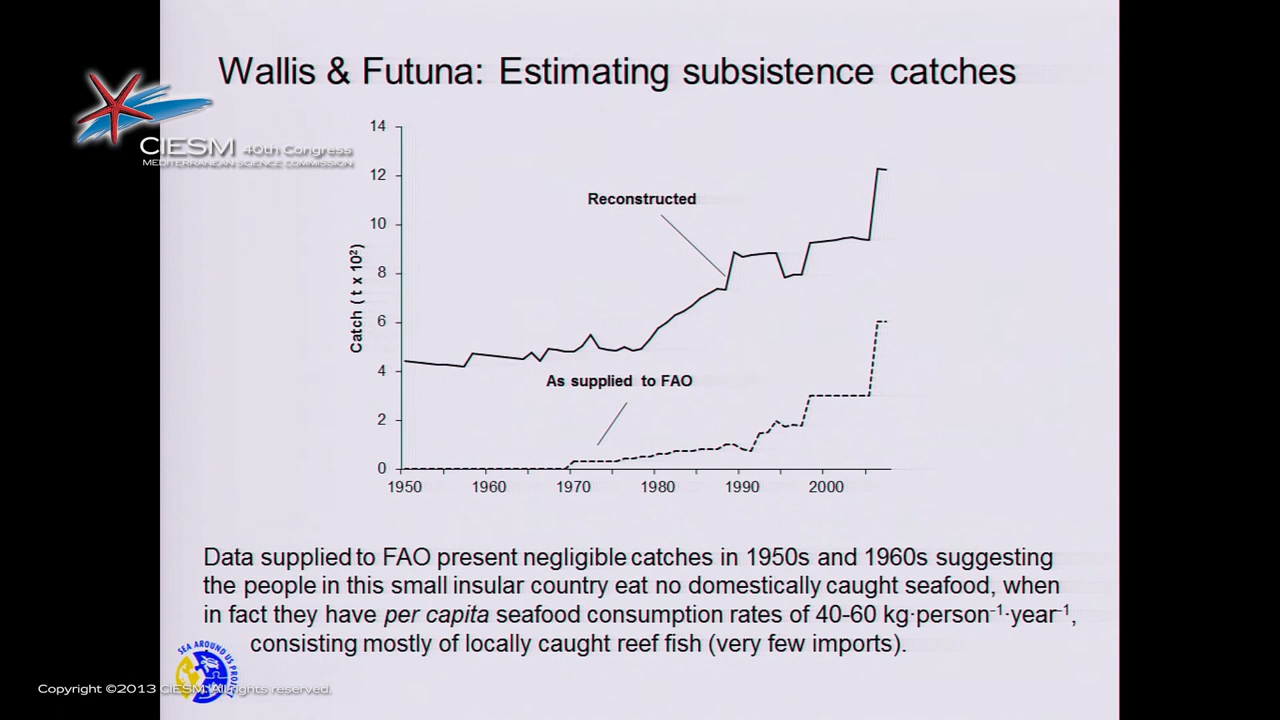 Wallis & Futuna: Estimating subsistence catches
CIESM 40th Congress
MEDITERRANEAN SCIENCE COMMISSION
14
12
10
8
6
4
2
0
Catch ( t x 10²)
Reconstructed
As supplied to FAO
1950 1960 1970 1980 1990 2000
Data supplied to FAO present negligible catches in 1950s and 1960s suggesting
the people in this small insular country eat no domestically caught seafood, when
in fact they have per capita seafood consumption rates of 40-60 kg·person⁻¹·year⁻¹,
consisting mostly of locally caught reef fish (very few imports).
SEA AROUND US PROJECT
Copyright ©2013 CIESM. All rights reserved.